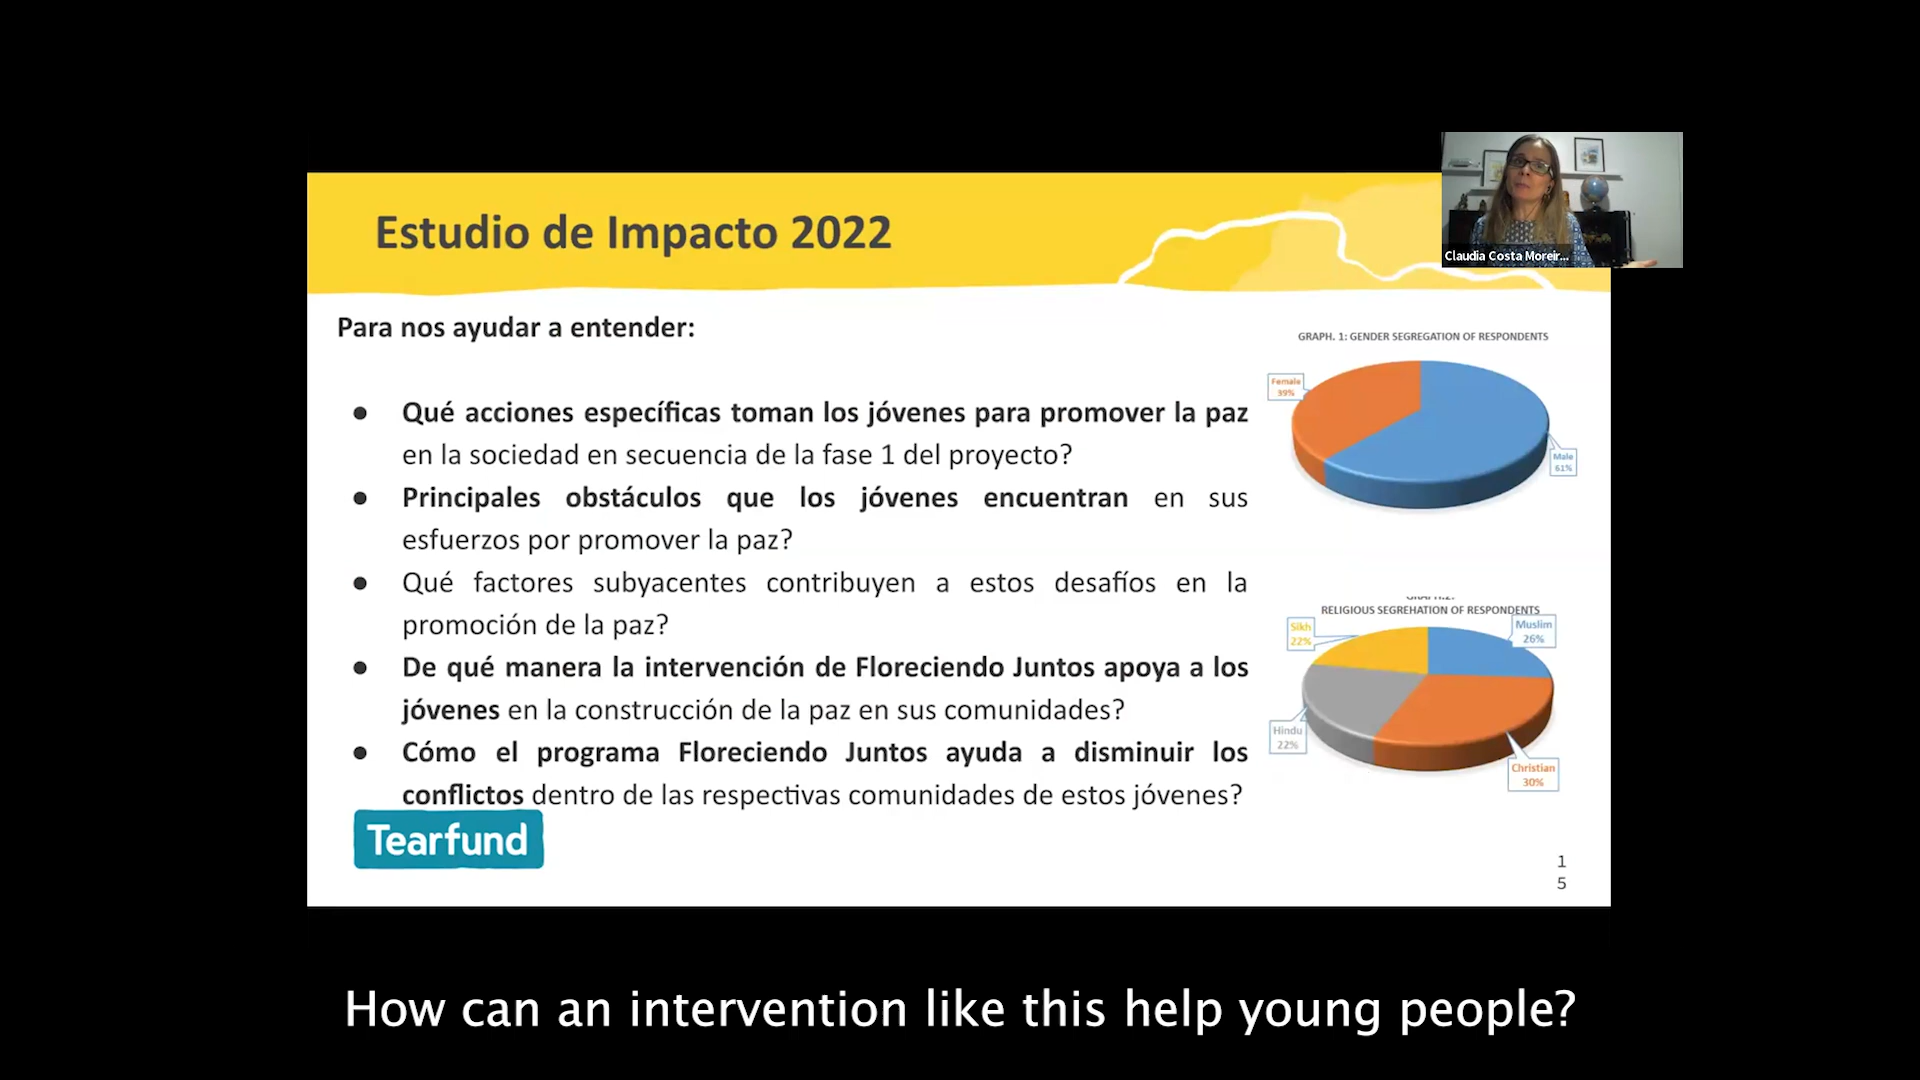 Estudio de Impacto 2022
Claudia Costa Moreir...
Para nos ayudar a entender:
● Qué acciones específicas toman los jóvenes para promover la paz
en la sociedad en secuencia de la fase 1 del proyecto?
● Principales obstáculos que los jóvenes encuentran en sus
esfuerzos por promover la paz?
● Qué factores subyacentes contribuyen a estos desafíos en la
promoción de la paz?
● De qué manera la intervención de Floreciendo Juntos apoya a los
jóvenes en la construcción de la paz en sus comunidades?
● Cómo el programa Floreciendo Juntos ayuda a disminuir los
conflictos dentro de las respectivas comunidades de estos jóvenes?
GRAPH. 1: GENDER SEGREGATION OF RESPONDENTS
Female
39%
Male
61%
RELIGIOUS SEGREHATION OF RESPONDENTS
Sikh
22%
Muslim
26%
Hindu
22%
Christian
30%
Tearfund
1
5
How can an intervention like this help young people?